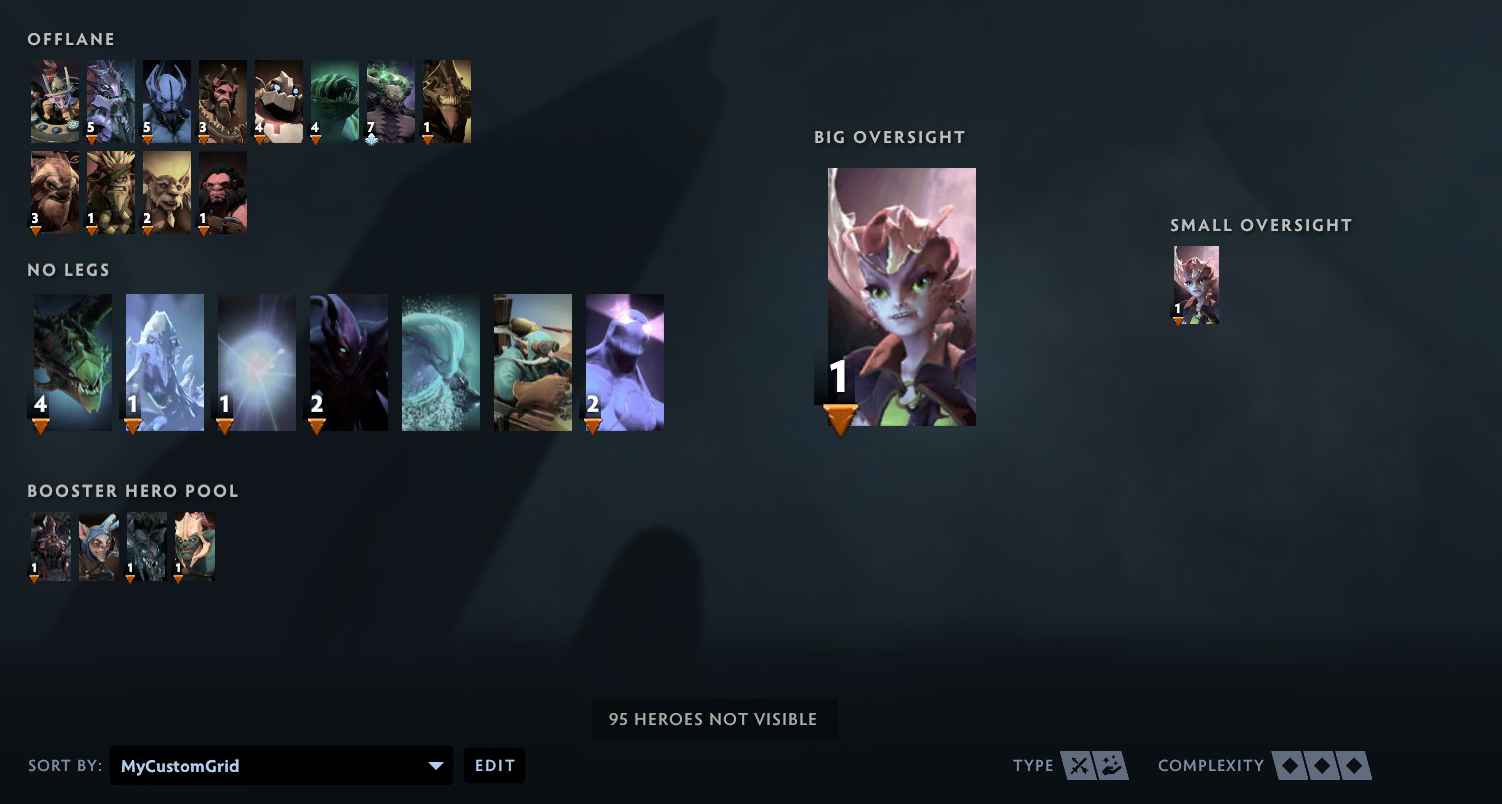 OFFLANE
5 5 3 4 4 7 1
3 1 2 1
NO LEGS
4 1 1 2 2
BOOSTER HERO POOL
1 1 1
BIG OVERSIGHT
1
SMALL OVERSIGHT
1
95 HEROES NOT VISIBLE
SORT BY: MyCustomGrid EDIT
TYPE COMPLEXITY